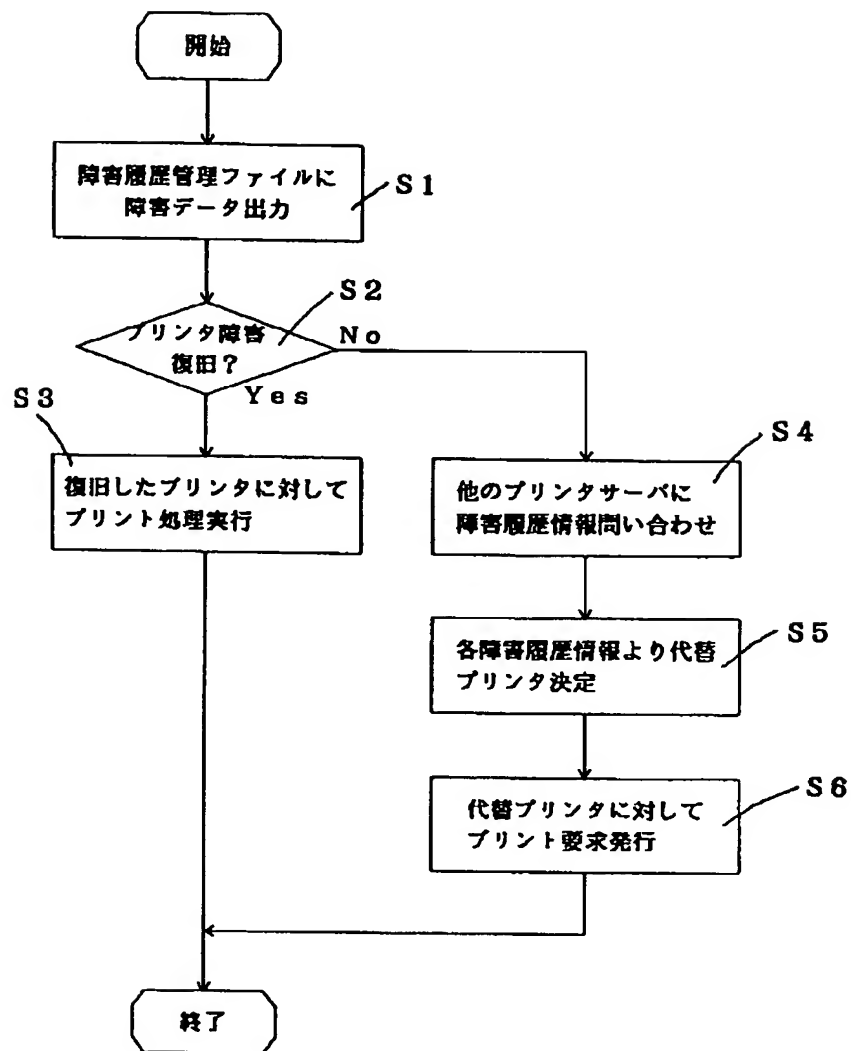 開始
障害履歴管理ファイルに
障害データ出力
S1
S2
プリンタ障害
復旧?
No
Yes
S3
復旧したプリンタに対して
プリント処理実行
S4
他のプリンタサーバに
障害履歴情報問い合わせ
S5
各障害履歴情報より代替
プリンタ決定
S6
代替プリンタに対して
プリント要求発行
終了